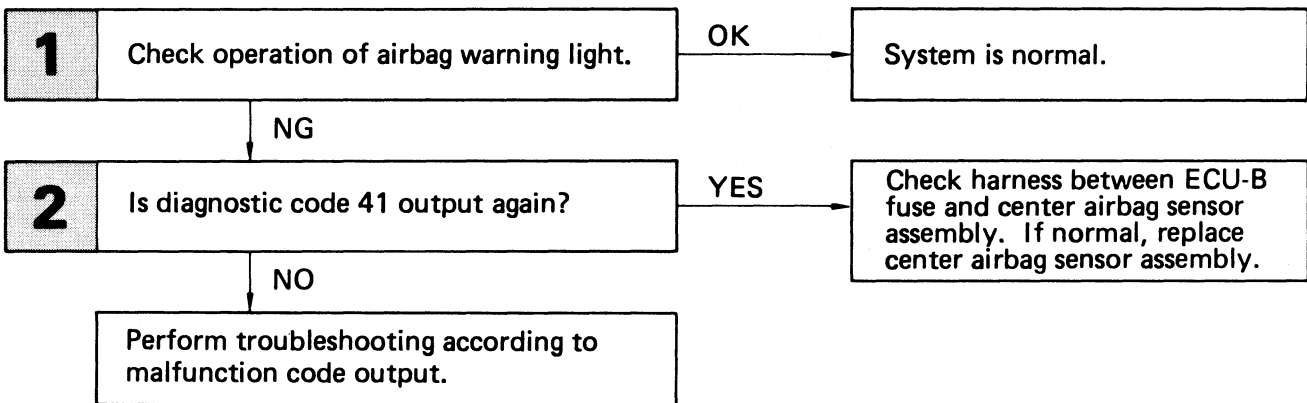 1
Check operation of airbag warning light.
OK
System is normal.
NG
2
Is diagnostic code 41 output again?
YES
Check harness between ECU-B
fuse and center airbag sensor
assembly. If normal, replace
center airbag sensor assembly.
NO
Perform troubleshooting according to
malfunction code output.